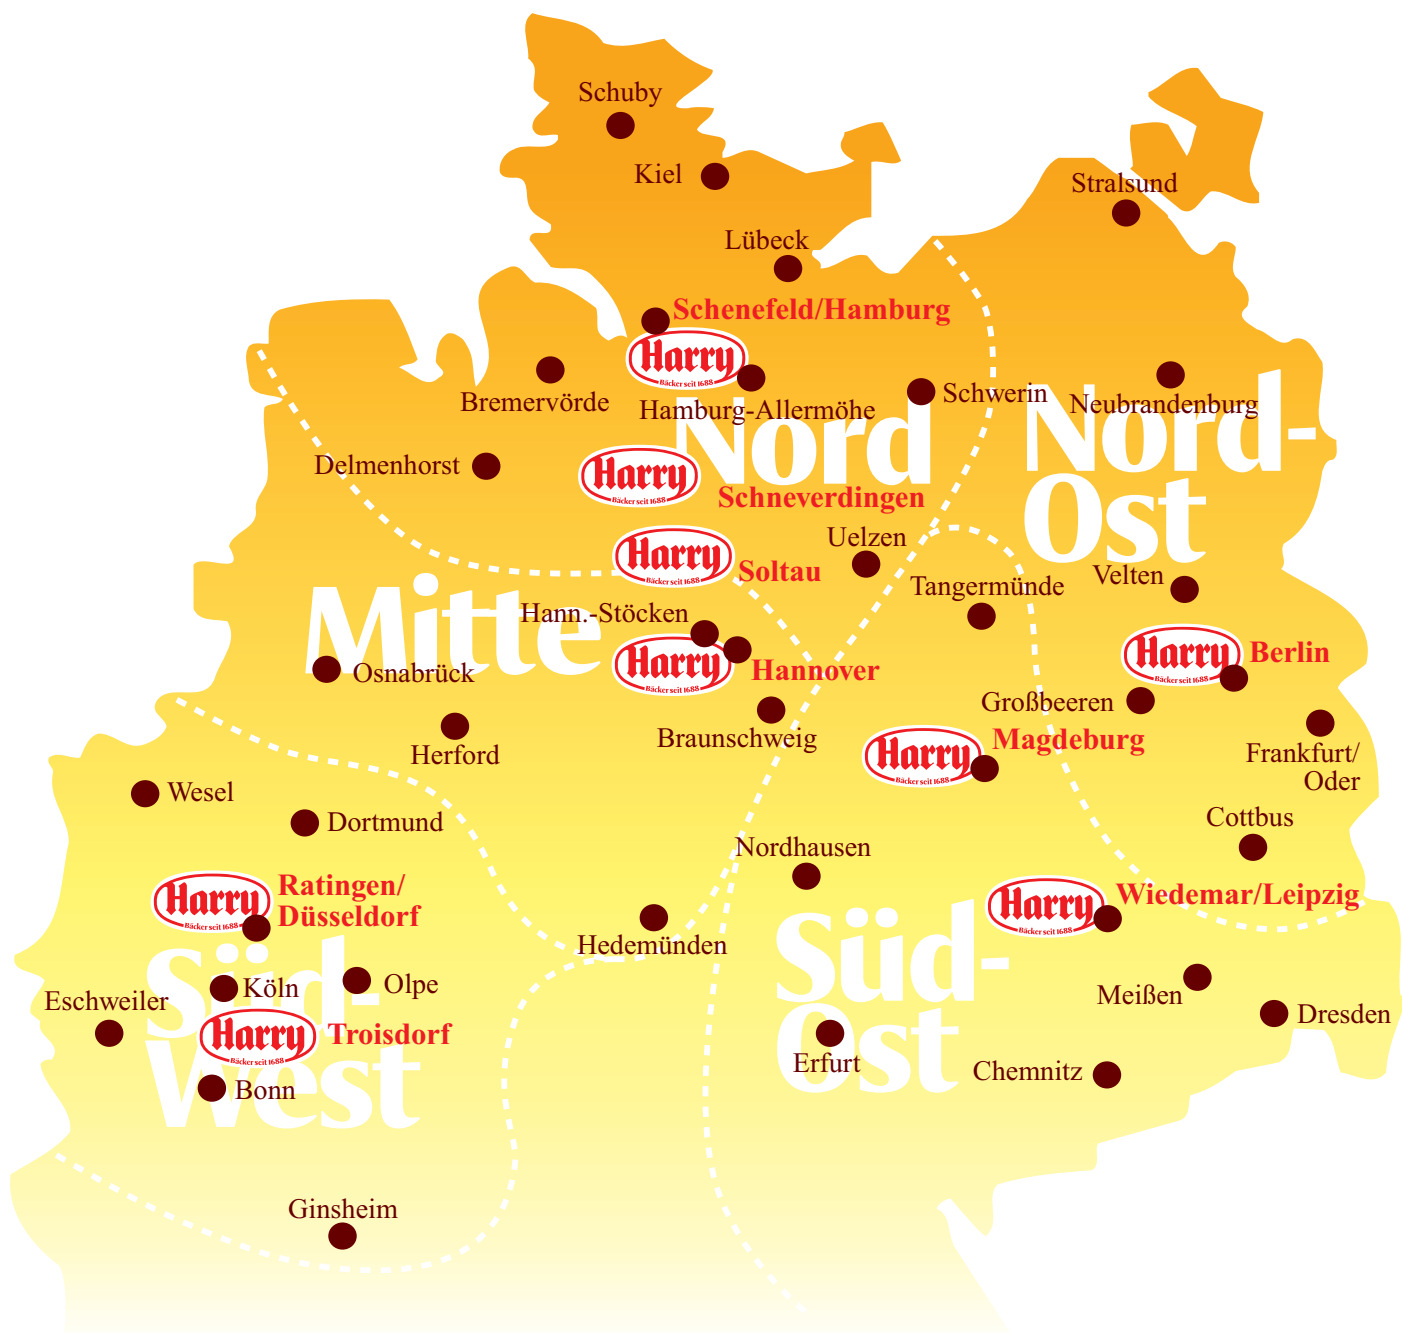 Schuby
Kiel
Stralsund
Lübeck
Schenefeld/Hamburg
Harry
Bäcker seit 1688
Bremervörde
Hamburg-Allermöhe
Schwerin
Neubrandenburg
Nord
Nord-
Ost
Delmenhorst
Harry
Bäcker seit 1688
Schneverdingen
Uelzen
Harry
Bäcker seit 1688
Soltau
Tangermünde
Velten
Mitte
Hann.-Stöcken
Harry
Bäcker seit 1688
Hannover
Harry
Bäcker seit 1688
Berlin
Osnabrück
Großbeeren
Herford
Braunschweig
Harry
Bäcker seit 1688
Magdeburg
Frankfurt/
Oder
Wesel
Dortmund
Cottbus
Nordhausen
Harry
Bäcker seit 1688
Ratingen/
Düsseldorf
Harry
Bäcker seit 1688
Wiedemar/Leipzig
Hedemünden
Süd-
West
Süd-
Ost
Köln
Olpe
Eschweiler
Meißen
Dresden
Harry
Bäcker seit 1688
Troisdorf
Erfurt
Chemnitz
Bonn
Ginsheim